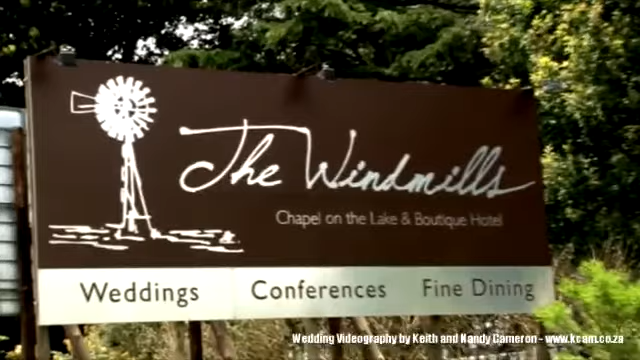 The Windmills
Chapel on the Lake & Boutique Hotel
Weddings Conferences Fine Dining
Wedding Videography by Keith and Nandy Cameron - www.kcam.co.za